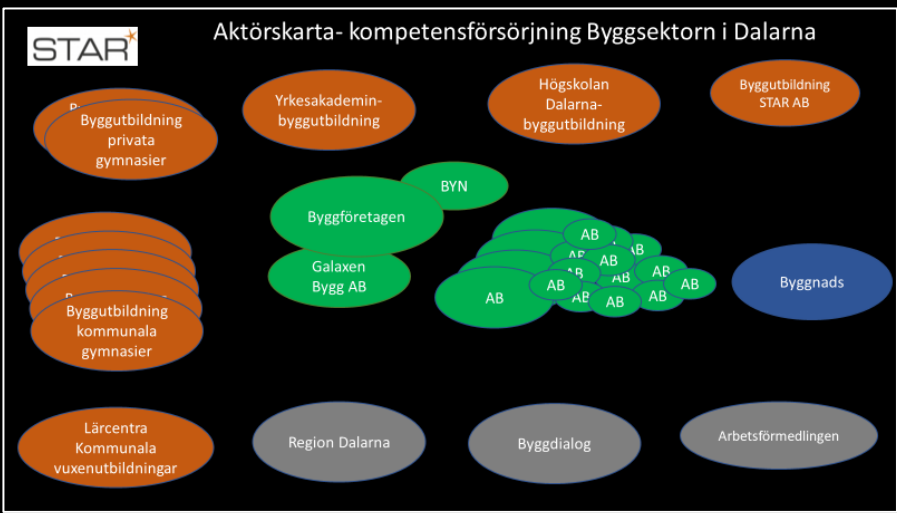 STAR
Aktörskarta- kompetensförsörjning Byggsektorn i Dalarna
Byggutbildning
privata
gymnasier
Yrkesakademin-
byggutbildning
Högskolan
Dalarna-
byggutbildning
Byggutbildning
STAR AB
BYN
Byggföretagen
Galaxen
Bygg AB
AB
AB
AB
AB
AB
AB
AB
AB
AB
AB
AB
AB
AB
Byggnads
Byggutbildning
kommunala
gymnasier
Lärcentra
Kommunala
vuxenutbildningar
Region Dalarna
Byggdialog
Arbetsförmedlingen